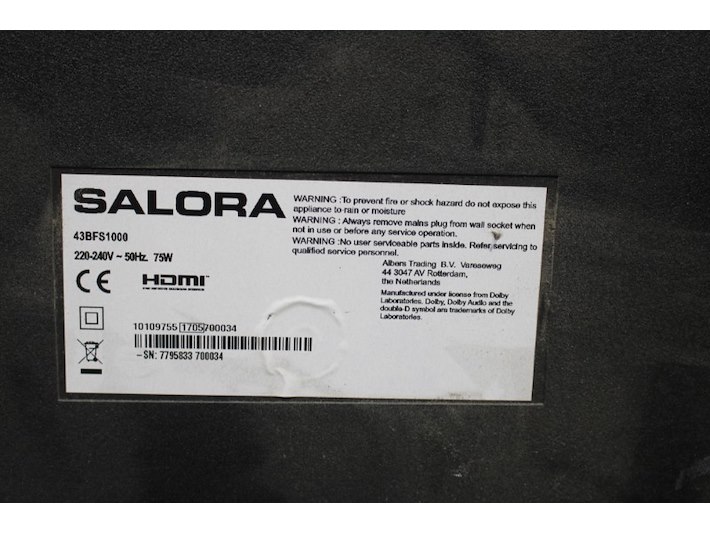 SALORA
43BFS1000
220-240V ~ 50Hz. 75W
CE HDMI
10109755 1705 700034
-SN: 7795833 700034
WARNING :To prevent fire or shock hazard do not expose this
appliance to rain or moisture
WARNING : Always remove mains plug from wall socket when
not in use or before any service operation.
WARNING :No user serviceable parts inside. Refer servicing to
qualified service personnel.
Albers Trading B.V. Vareseweg
44 3047 AV Rotterdam,
the Netherlands
Manufactured under license from Dolby
Laboratories. Dolby, Dolby Audio and the
double-D symbol are trademarks of Dolby
Laboratories.